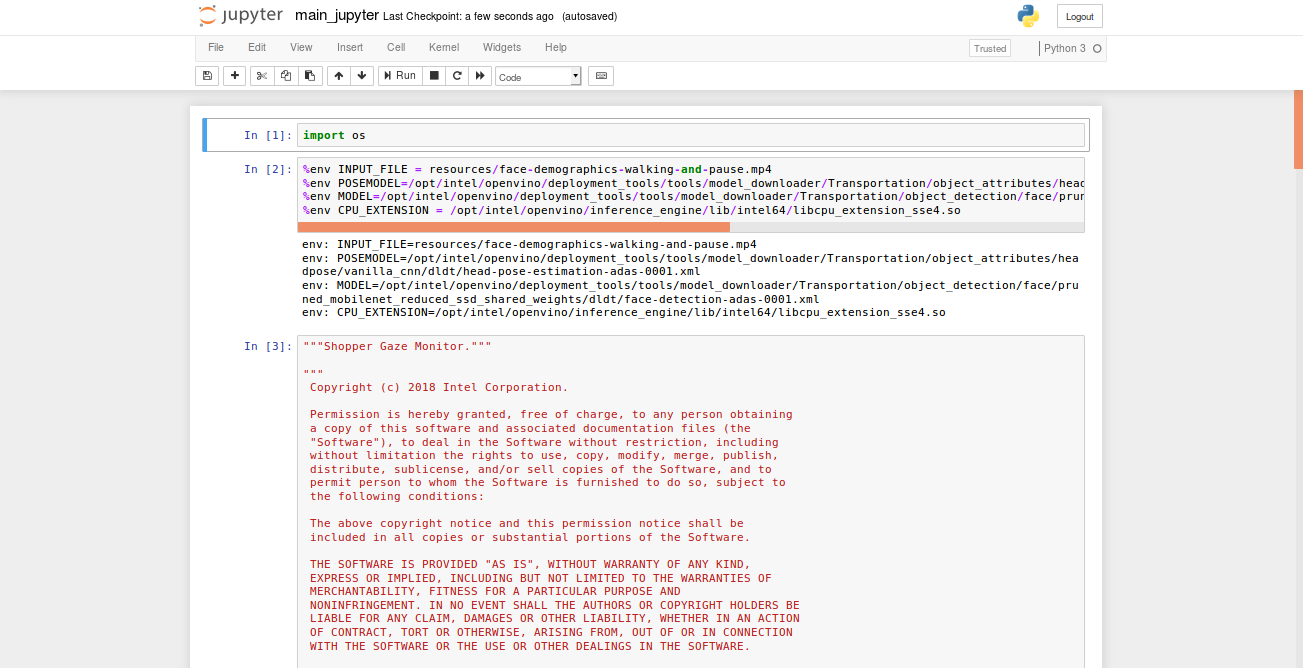 jupyter main_jupyter Last Checkpoint: a few seconds ago (autosaved) Logout
File Edit View Insert Cell Kernel Widgets Help Trusted Python 3
Run Code
In [1]: import os
In [2]: %env INPUT_FILE = resources/face-demographics-walking-and-pause.mp4
%env POSEMODEL=/opt/intel/openvino/deployment_tools/tools/model_downloader/Transportation/object_attributes/head
%env MODEL=/opt/intel/openvino/deployment_tools/tools/model_downloader/Transportation/object_detection/face/prun
%env CPU_EXTENSION = /opt/intel/openvino/inference_engine/lib/intel64/libcpu_extension_sse4.so
env: INPUT_FILE=resources/face-demographics-walking-and-pause.mp4
env: POSEMODEL=/opt/intel/openvino/deployment_tools/tools/model_downloader/Transportation/object_attributes/hea
dpose/vanilla_cnn/dldt/head-pose-estimation-adas-0001.xml
env: MODEL=/opt/intel/openvino/deployment_tools/tools/model_downloader/Transportation/object_detection/face/pru
ned_mobilenet_reduced_ssd_shared_weights/dldt/face-detection-adas-0001.xml
env: CPU_EXTENSION=/opt/intel/openvino/inference_engine/lib/intel64/libcpu_extension_sse4.so
In [3]: """Shopper Gaze Monitor."""
"""
Copyright (c) 2018 Intel Corporation.
Permission is hereby granted, free of charge, to any person obtaining
a copy of this software and associated documentation files (the
"Software"), to deal in the Software without restriction, including
without limitation the rights to use, copy, modify, merge, publish,
distribute, sublicense, and/or sell copies of the Software, and to
permit person to whom the Software is furnished to do so, subject to
the following conditions:
The above copyright notice and this permission notice shall be
included in all copies or substantial portions of the Software.
THE SOFTWARE IS PROVIDED "AS IS", WITHOUT WARRANTY OF ANY KIND,
EXPRESS OR IMPLIED, INCLUDING BUT NOT LIMITED TO THE WARRANTIES OF
MERCHANTABILITY, FITNESS FOR A PARTICULAR PURPOSE AND
NONINFRINGEMENT. IN NO EVENT SHALL THE AUTHORS OR COPYRIGHT HOLDERS BE
LIABLE FOR ANY CLAIM, DAMAGES OR OTHER LIABILITY, WHETHER IN AN ACTION
OF CONTRACT, TORT OR OTHERWISE, ARISING FROM, OUT OF OR IN CONNECTION
WITH THE SOFTWARE OR THE USE OR OTHER DEALINGS IN THE SOFTWARE.